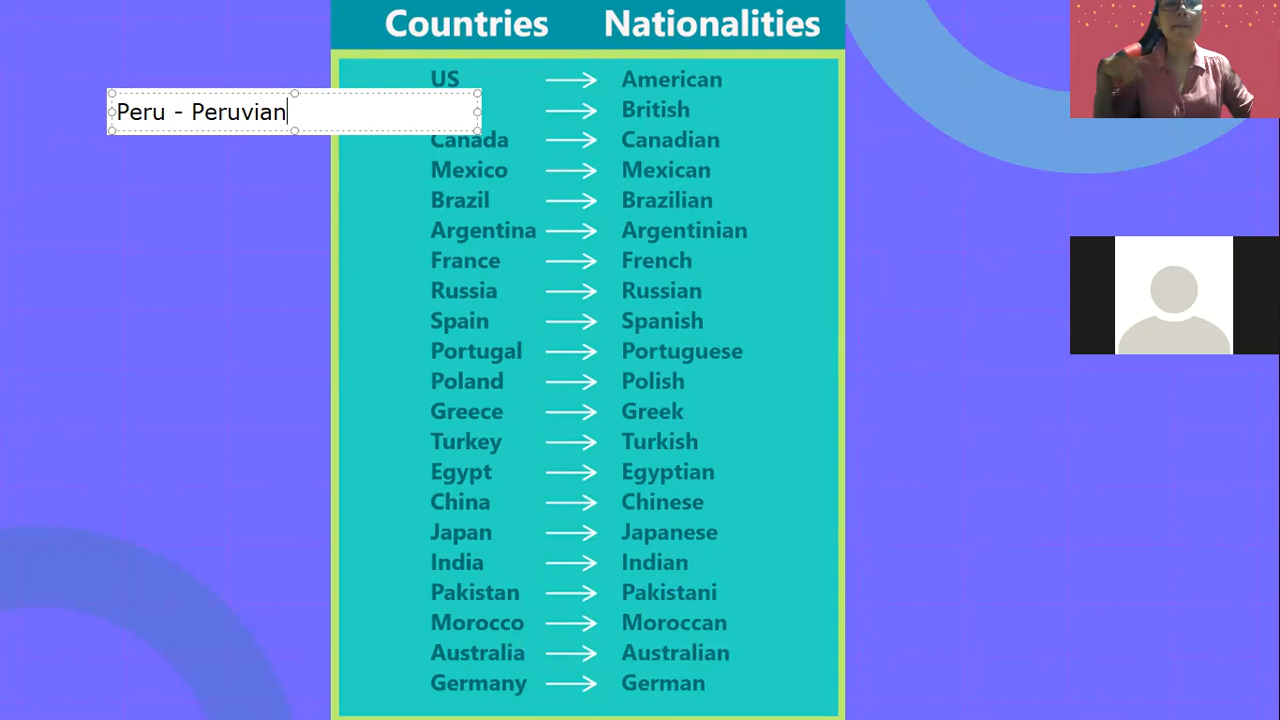 Countries Nationalities
US → American
Peru - Peruvian
→ British
Canada → Canadian
Mexico → Mexican
Brazil → Brazilian
Argentina → Argentinian
France → French
Russia → Russian
Spain → Spanish
Portugal → Portuguese
Poland → Polish
Greece → Greek
Turkey → Turkish
Egypt → Egyptian
China → Chinese
Japan → Japanese
India → Indian
Pakistan → Pakistani
Morocco → Moroccan
Australia → Australian
Germany → German